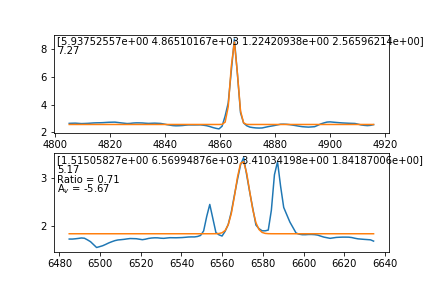 [5.93752557e+00 4.86510167e+03 1.22420938e+00 2.56596214e+00]
7.27
8
6
4
2
4800 4820 4840 4860 4880 4900 4920
[1.51505827e+00 6.56994876e+03 3.41034198e+00 1.84187006e+00]
5.17
Ratio = 0.71
Av = -5.67
3
2
6480 6500 6520 6540 6560 6580 6600 6620 6640